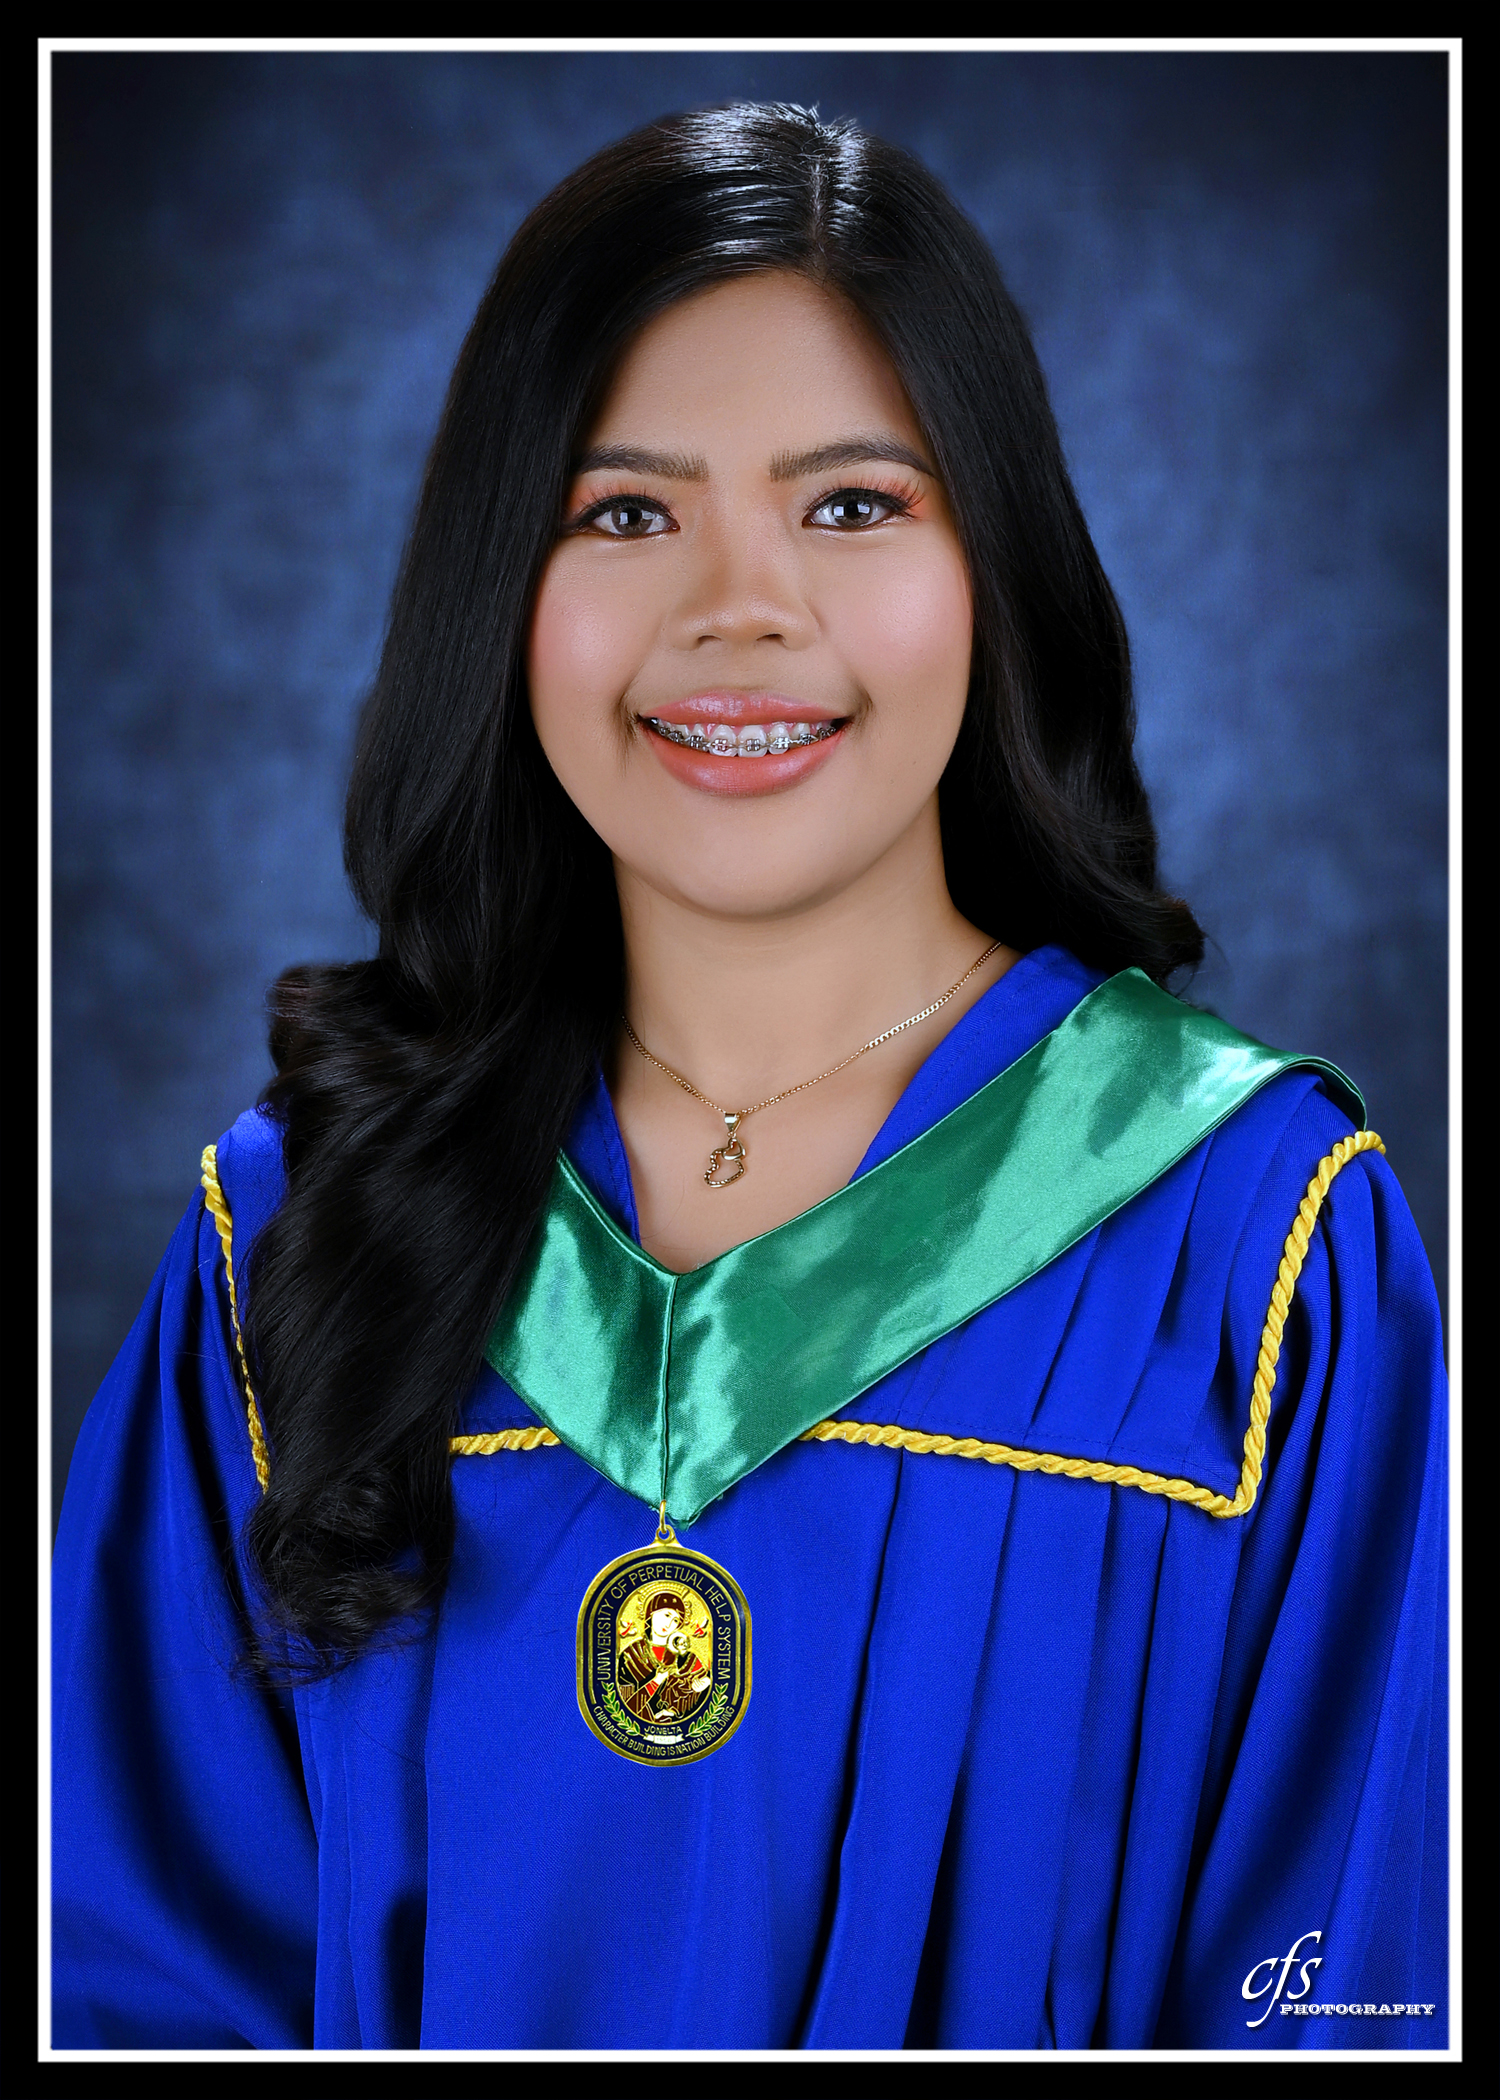 UNIVERSITY OF PERPETUAL HELP SYSTEM
JONELTA
CHARACTER BUILDING IS NATION BUILDING
cfs
PHOTOGRAPHY